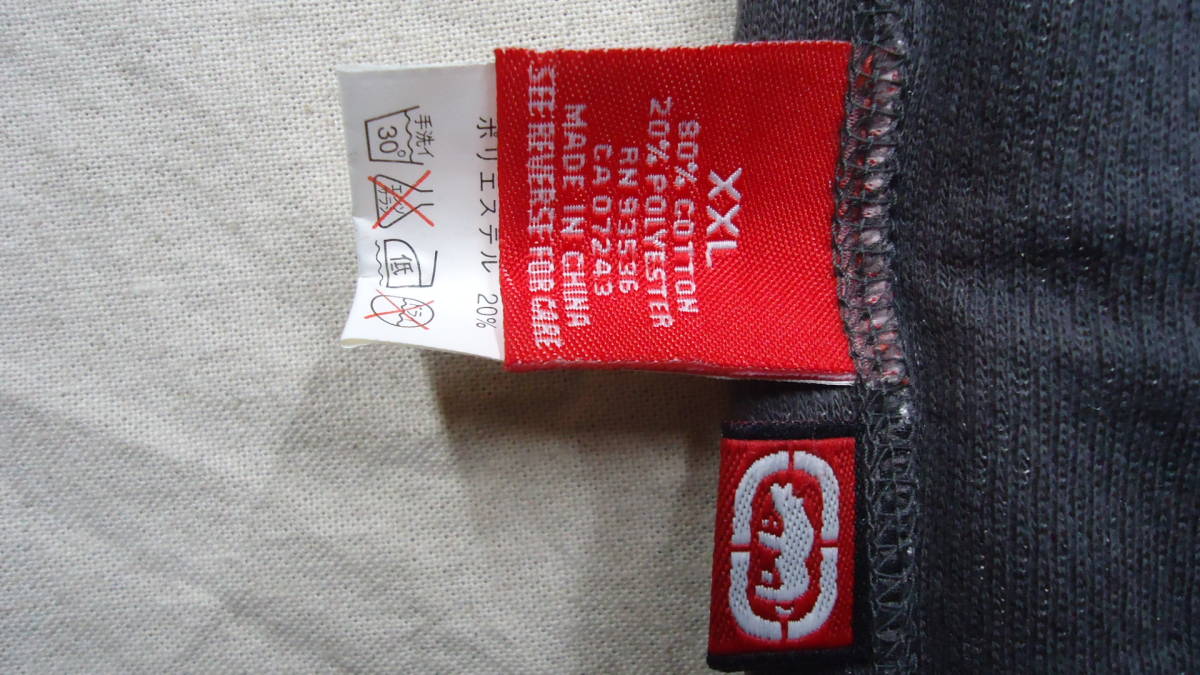 XXL
80% COTTON
20% POLYESTER
RN 93536
CA 07243
MADE IN CHINA
SEE REVERSE FOR CARE
ポリエステル 20%
手洗イ
30 低